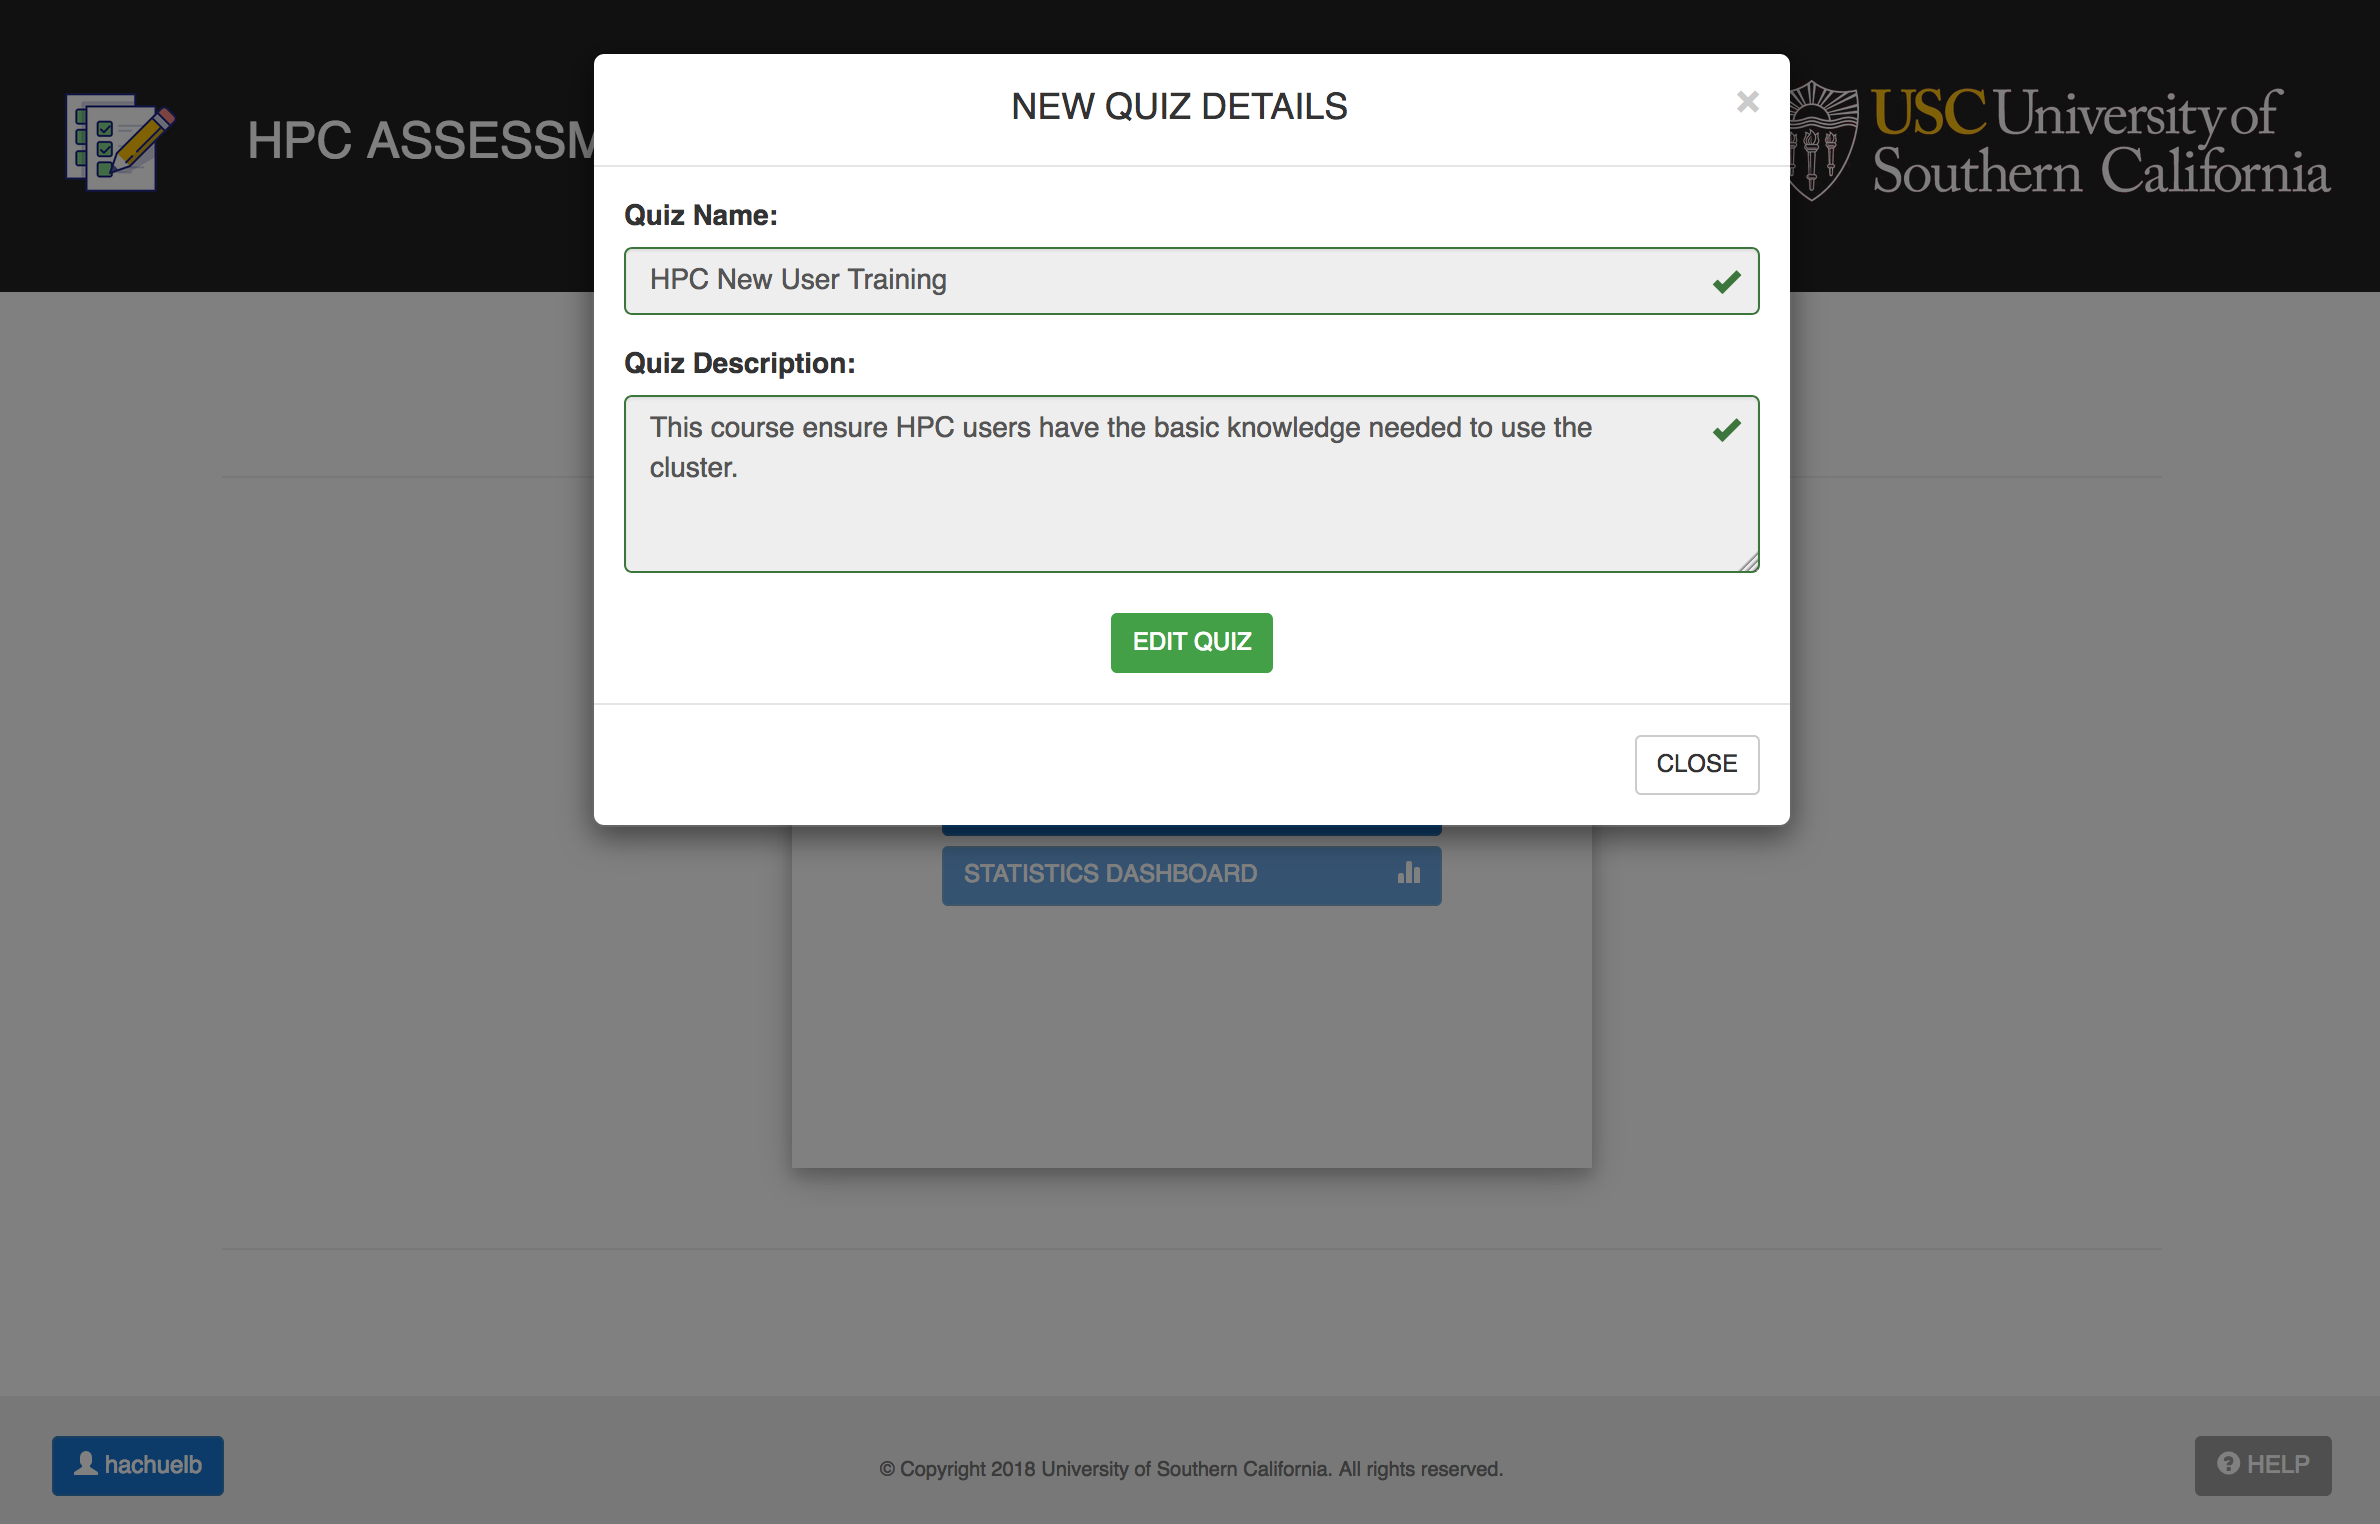 HPC ASSESSM
NEW QUIZ DETAILS
×
USC University of
Southern California
Quiz Name:
HPC New User Training
Quiz Description:
This course ensure HPC users have the basic knowledge needed to use the
cluster.
EDIT QUIZ
CLOSE
STATISTICS DASHBOARD
hachuelb
© Copyright 2018 University of Southern California. All rights reserved.
? HELP